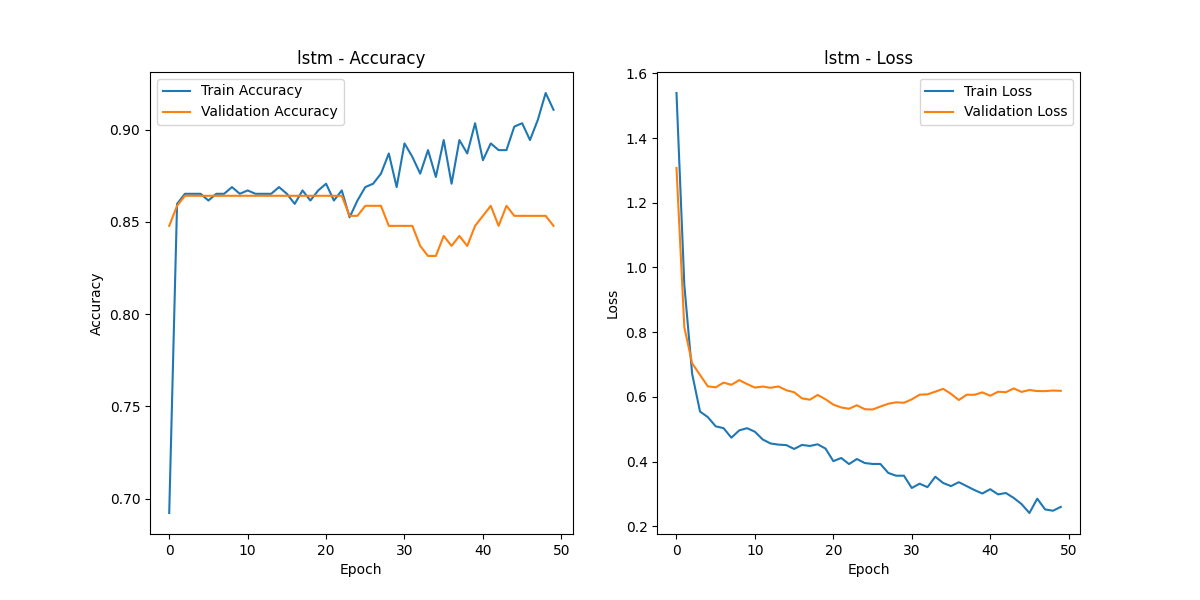 lstm - Accuracy
Train Accuracy
Validation Accuracy
0.90
0.85
0.80
0.75
0.70
Accuracy
0
10
20
30
40
50
Epoch
lstm - Loss
Train Loss
Validation Loss
1.6
1.4
1.2
1.0
0.8
0.6
0.4
0.2
Loss
0
10
20
30
40
50
Epoch